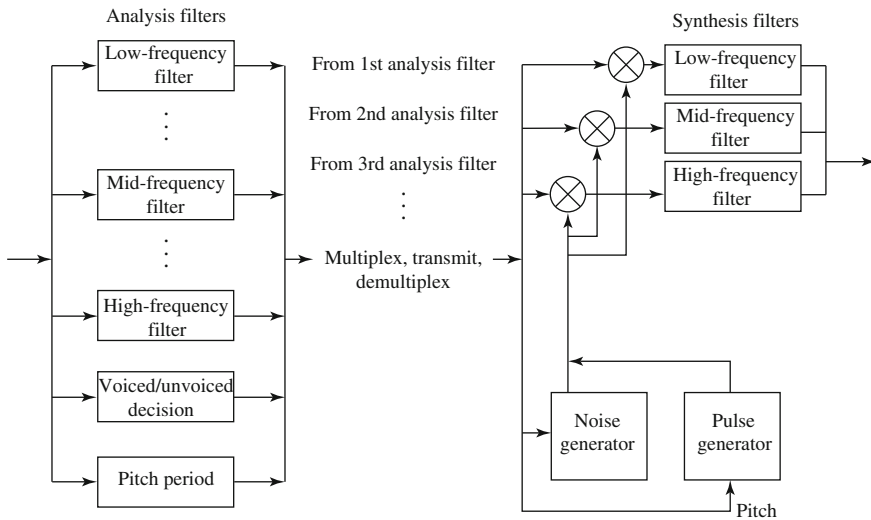 Analysis filters
Low-frequency
filter
Mid-frequency
filter
High-frequency
filter
Voiced/unvoiced
decision
Pitch period
From 1st analysis filter
From 2nd analysis filter
From 3rd analysis filter
Multiplex, transmit,
demultiplex
Synthesis filters
Low-frequency
filter
Mid-frequency
filter
High-frequency
filter
Noise
generator
Pulse
generator
Pitch